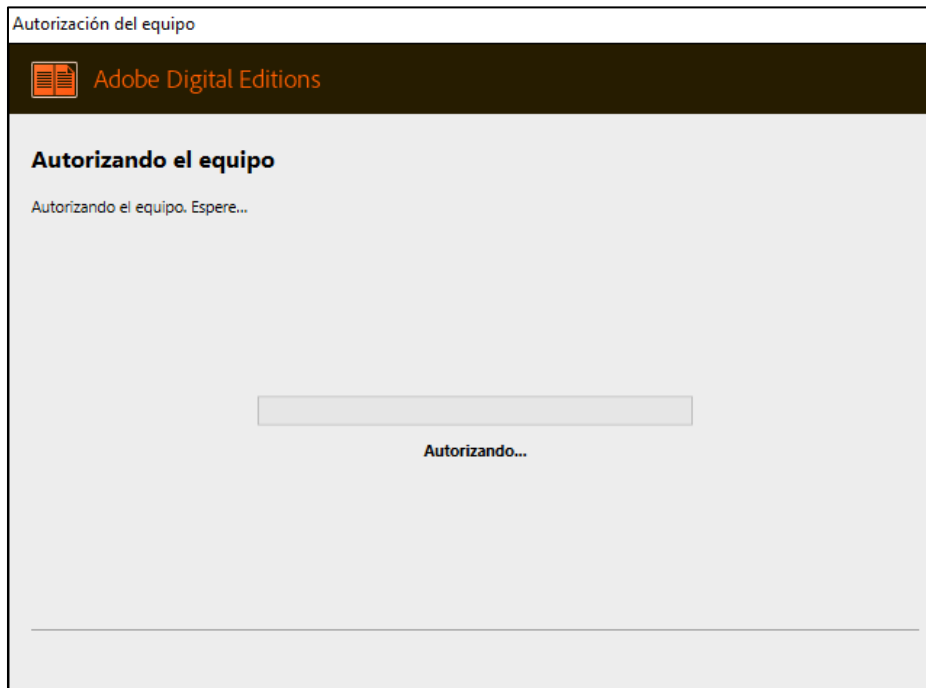 Autorización del equipo
Adobe Digital Editions
Autorizando el equipo
Autorizando el equipo. Espere...
Autorizando...